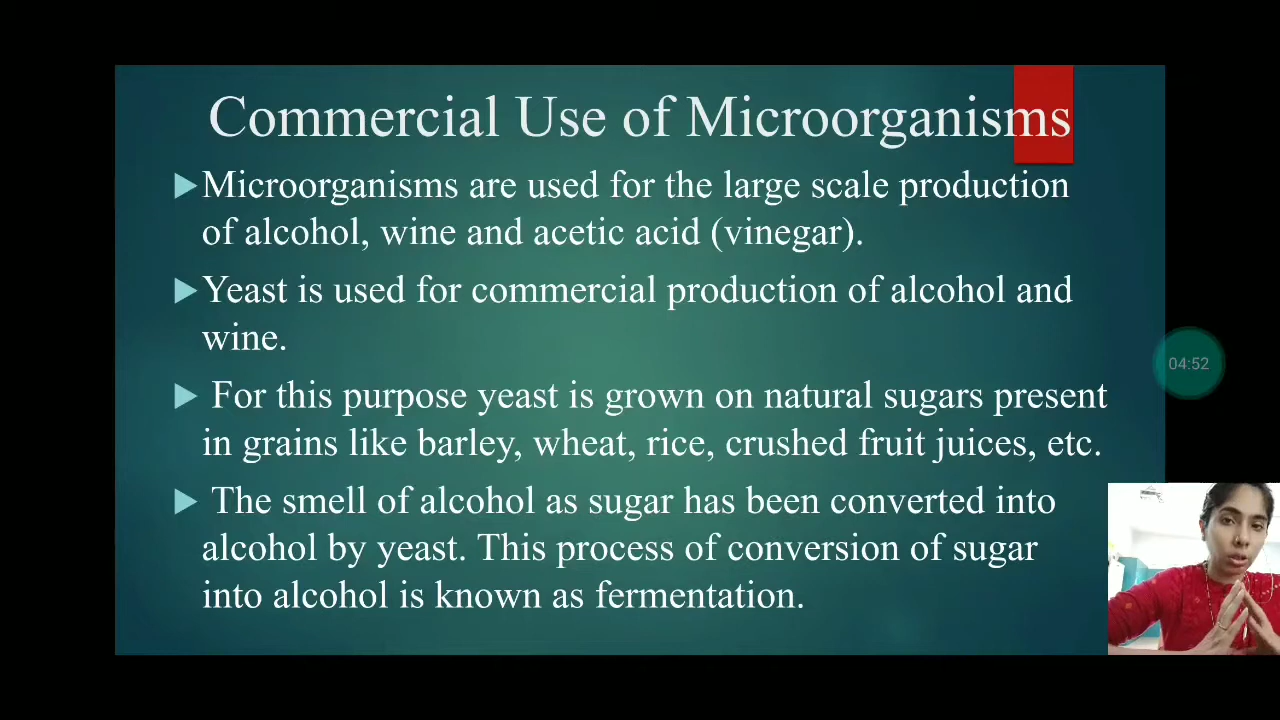 Commercial Use of Microorganisms
Microorganisms are used for the large scale production
of alcohol, wine and acetic acid (vinegar).
Yeast is used for commercial production of alcohol and
wine.
For this purpose yeast is grown on natural sugars present
in grains like barley, wheat, rice, crushed fruit juices, etc.
The smell of alcohol as sugar has been converted into
alcohol by yeast. This process of conversion of sugar
into alcohol is known as fermentation.
04:52